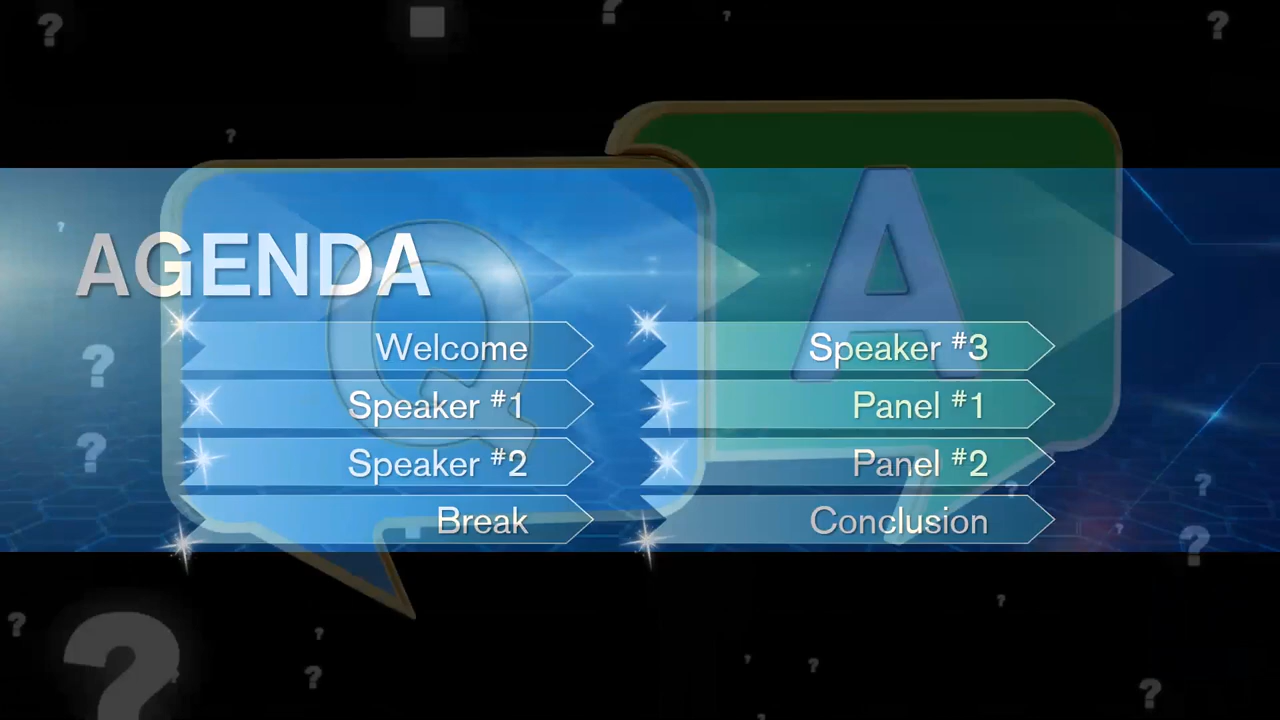 AGENDA
Welcome
Speaker #1
Speaker #2
Break
Speaker #3
Panel #1
Panel #2
Conclusion
Q
A
?